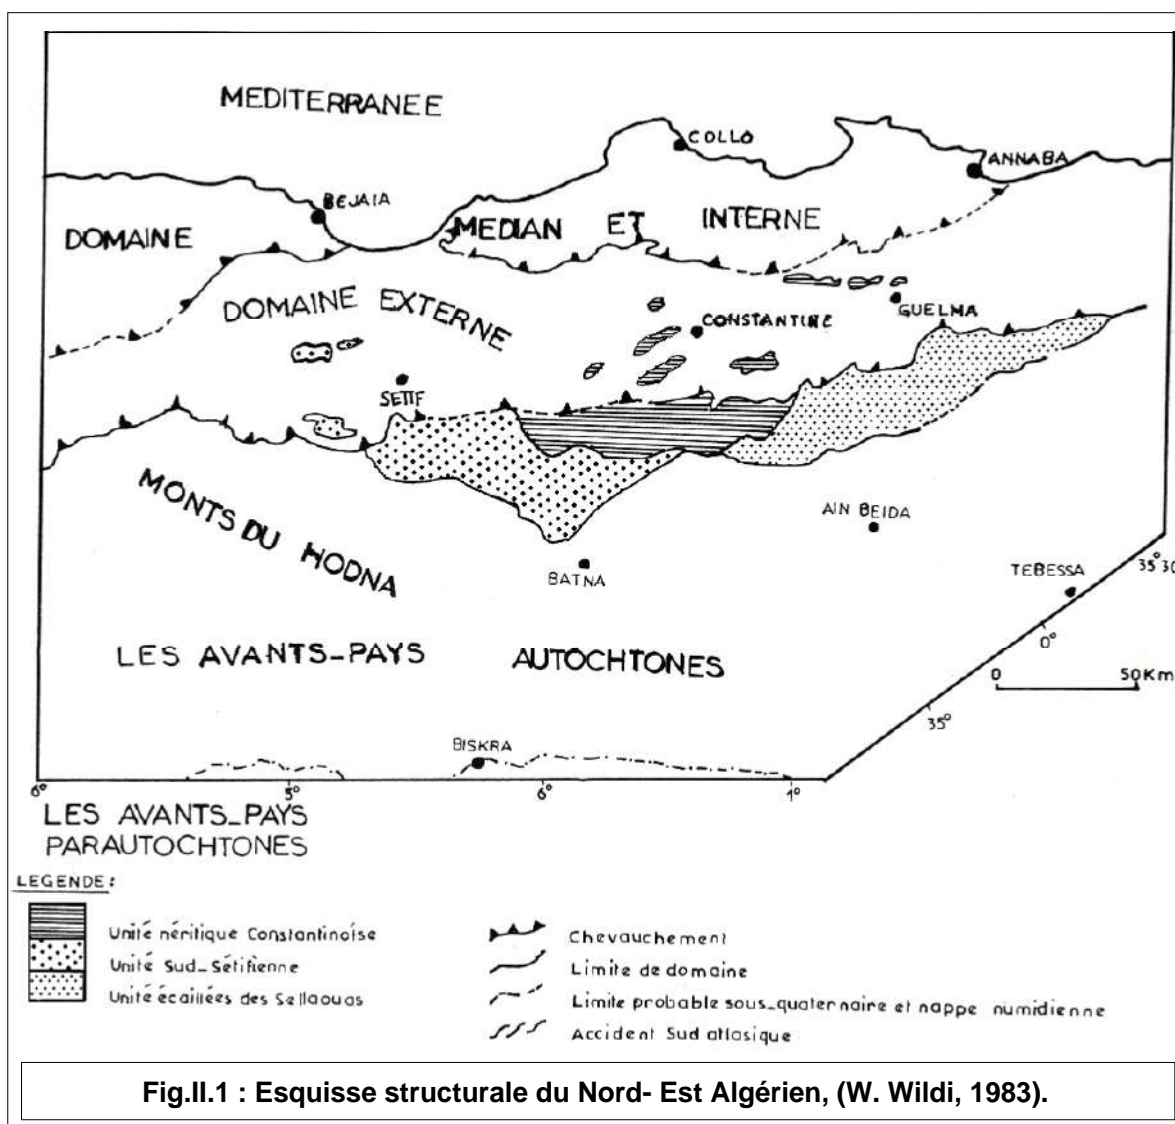 MEDITERRANEE
COLLO
ANNABA
BEJAIA
DOMAINE MEDIAN ET INTERNE
DOMAINE EXTERNE
GUELMA
CONSTANTINE
SETIF
MONTS DU HODNA
AIN BEIDA
BATNA
TEBESSA
35° 30
0°
LES AVANTS_PAYS AUTOCHTONES
0 50Km
35°
BISKRA
6° 5° 6° 1°
LES AVANTS_PAYS
PARAUTOCHTONES
LEGENDE:
Unité néritique Constantinoise
Unité Sud_Sétifienne
Unité écaillées des Sellaouas
Chevauchement
Limite de domaine
Limite probable sous_quaternaire et nappe numidienne
Accident Sud atlasique
Fig.II.1 : Esquisse structurale du Nord- Est Algérien, (W. Wildi, 1983).